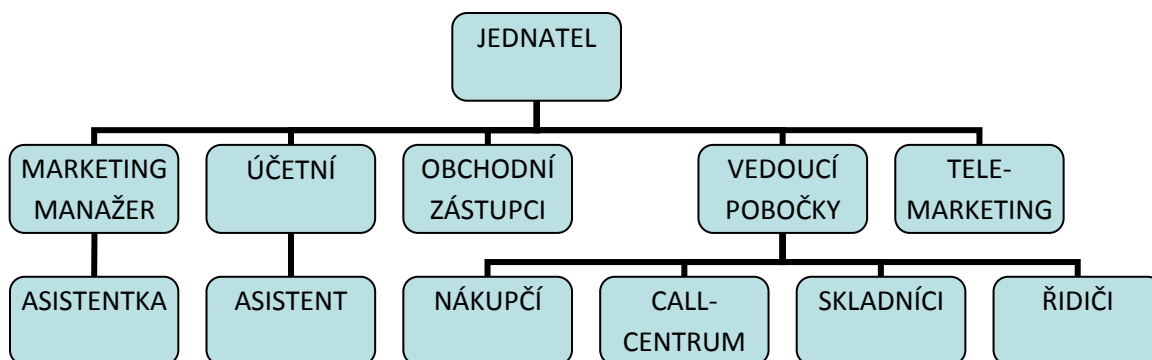 JEDNATEL
MARKETING
MANAŽER
ÚČETNÍ
OBCHODNÍ
ZÁSTUPCI
VEDOUCÍ
POBOČKY
TELE-
MARKETING
ASISTENTKA
ASISTENT
NÁKUPČÍ
CALL-
CENTRUM
SKLADNÍCI
ŘIDIČI